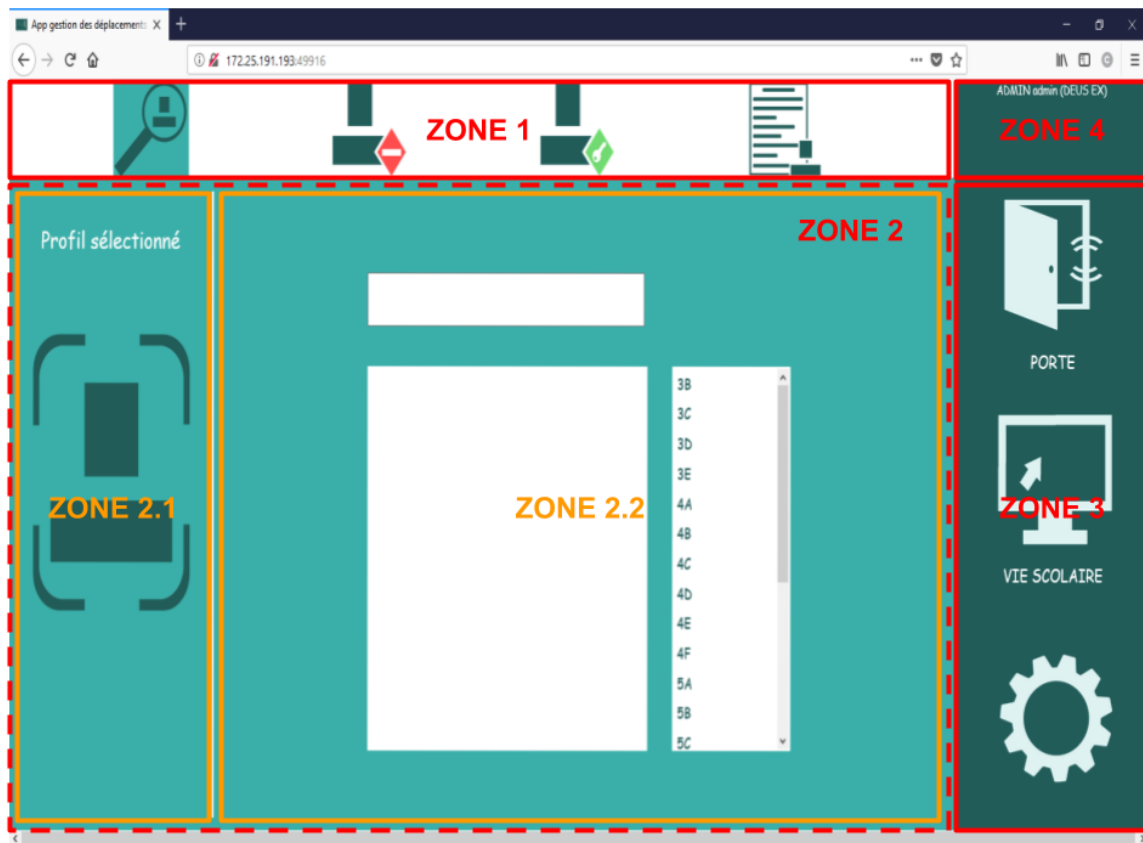 App gestion des déplacement
172.25.191.193:49916
ZONE 1
ADMIN admin (DEUS EX)
ZONE 4
Profil sélectionné
ZONE 2
PORTE
3B
3C
3D
3E
4A
4B
4C
4D
4E
4F
5A
5B
5C
ZONE 2.1
ZONE 2.2
ZONE 3
VIE SCOLAIRE